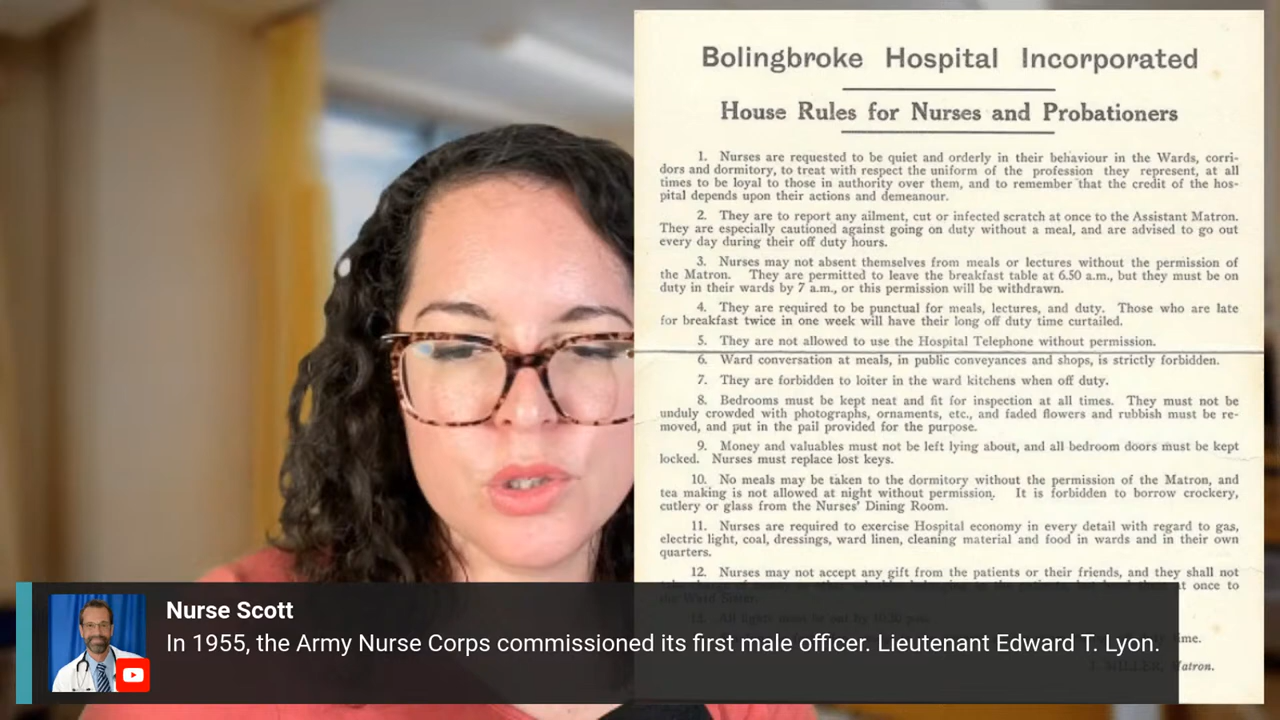 Bolingbroke Hospital Incorporated
House Rules for Nurses and Probationers
1. Nurses are requested to be quiet and orderly in their behaviour in the Wards, corri-
dors and dormitory, to treat with respect the uniform of the profession they represent, at all
times to be loyal to those in authority over them, and to remember that the credit of the hos-
pital depends upon their actions and demeanour.
2. They are to report any ailment, cut or infected scratch at once to the Assistant Matron.
They are especially cautioned against going on duty without a meal, and are advised to go out
every day during their off duty hours.
3. Nurses may not absent themselves from meals or lectures without the permission of
the Matron. They are permitted to leave the breakfast table at 6.50 a.m., but they must be on
duty in their wards by 7 a.m., or this permission will be withdrawn.
4. They are required to be punctual for meals, lectures, and duty. Those who are late
for breakfast twice in one week will have their long off duty time curtailed.
5. They are not allowed to use the Hospital Telephone without permission.
6. Ward conversation at meals, in public conveyances and shops, is strictly forbidden.
7. They are forbidden to loiter in the ward kitchens when off duty.
8. Bedrooms must be kept neat and fit for inspection at all times. They must not be
unduly crowded with photographs, ornaments, etc., and faded flowers and rubbish must be re-
moved, and put in the pail provided for the purpose.
9. Money and valuables must not be left lying about, and all bedroom doors must be kept
locked. Nurses must replace lost keys.
10. No meals may be taken to the dormitory without the permission of the Matron, and
tea making is not allowed at night without permission. It is forbidden to borrow crockery,
cutlery or glass from the Nurses' Dining Room.
11. Nurses are required to exercise Hospital economy in every detail with regard to gas,
electric light, coal, dressings, ward linen, cleaning material and food in wards and in their own
quarters.
12. Nurses may not accept any gift from the patients or their friends, and they shall not
at once to
the Ward Sister.
All lights must be out by 10.30 p.m.
time.
Matron.
Nurse Scott
In 1955, the Army Nurse Corps commissioned its first male officer. Lieutenant Edward T. Lyon.